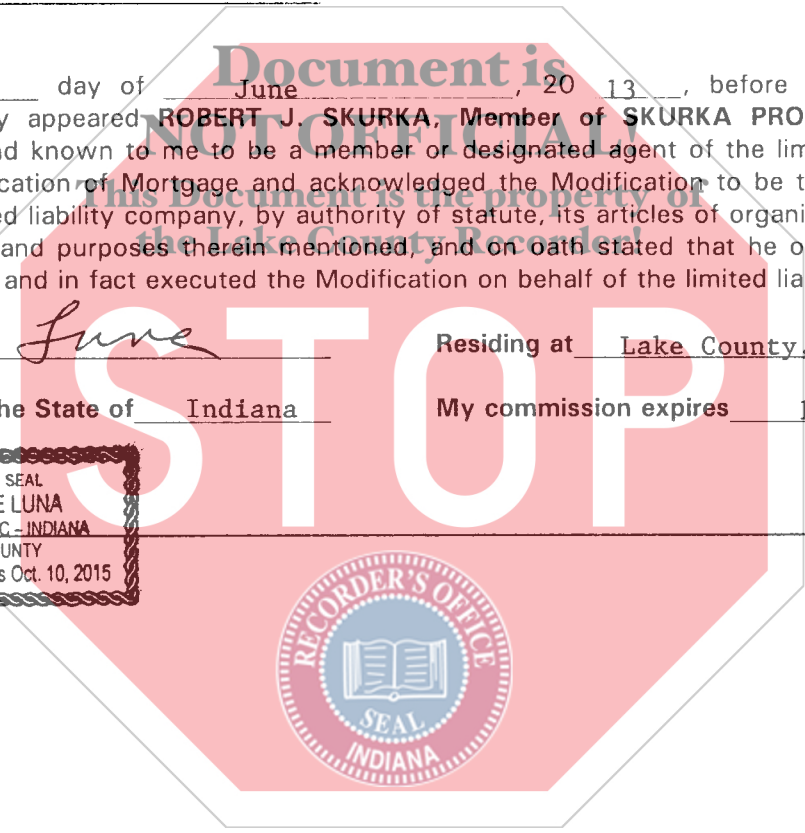 Document is
day of June, 20 13, before
y appeared ROBERT J. SKURKA, Member of SKURKA PRO
NOT OFFICIAL!
d known to me to be a member or designated agent of the lim
cation of Mortgage and acknowledged the Modification to be t
This Document is the property of
ed liability company, by authority of statute, its articles of organi
and purposes therein mentioned, and on oath stated that he o
the Lake County Recorder!
and in fact executed the Modification on behalf of the limited lia
Residing at Lake County,
he State of Indiana My commission expires 1
STOP
SEAL
E LUNA
C - INDIANA
UNTY
s Oct. 10, 2015
RECORDER'S OFFICE
SEAL
INDIANA